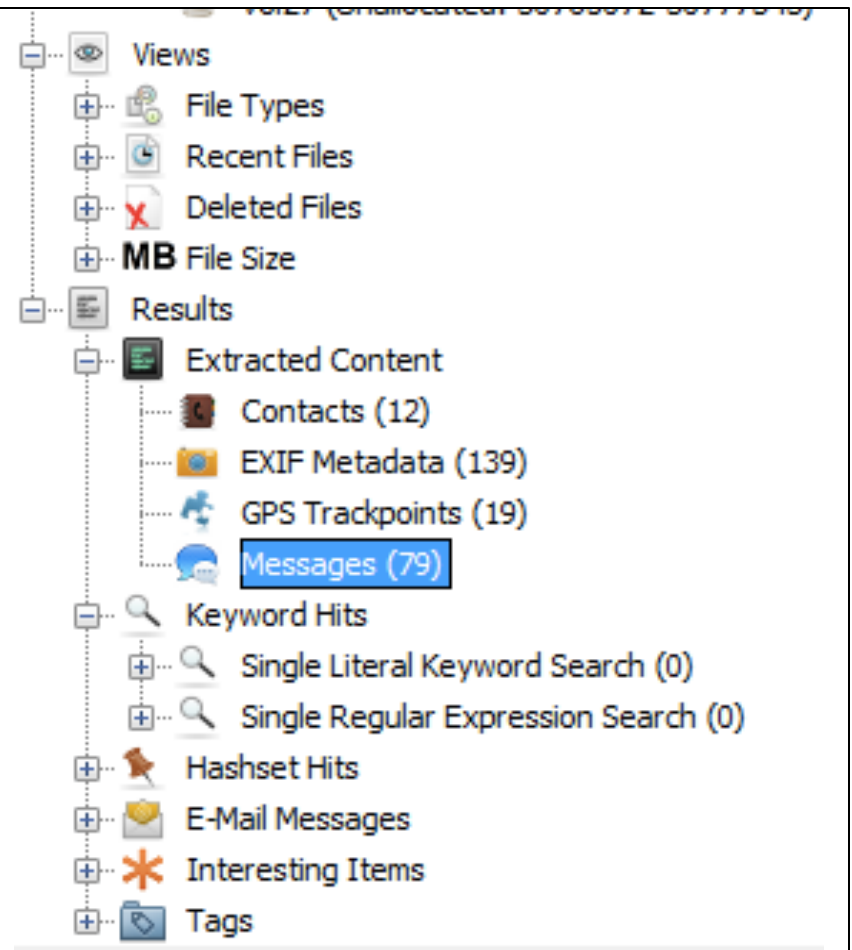 Views
File Types
Recent Files
Deleted Files
MB File Size
Results
Extracted Content
Contacts (12)
EXIF Metadata (139)
GPS Trackpoints (19)
Messages (79)
Keyword Hits
Single Literal Keyword Search (0)
Single Regular Expression Search (0)
Hashset Hits
E-Mail Messages
Interesting Items
Tags